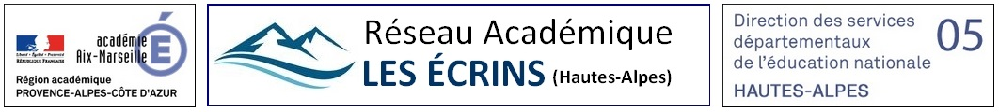 académie
Aix-Marseille
Liberté • Égalité • Fraternité
RÉPUBLIQUE FRANÇAISE
Région académique
PROVENCE-ALPES-CÔTE D'AZUR
Réseau Académique
LES ÉCRINS (Hautes-Alpes)
Direction des services
départementaux
de l'éducation nationale
HAUTES-ALPES
05